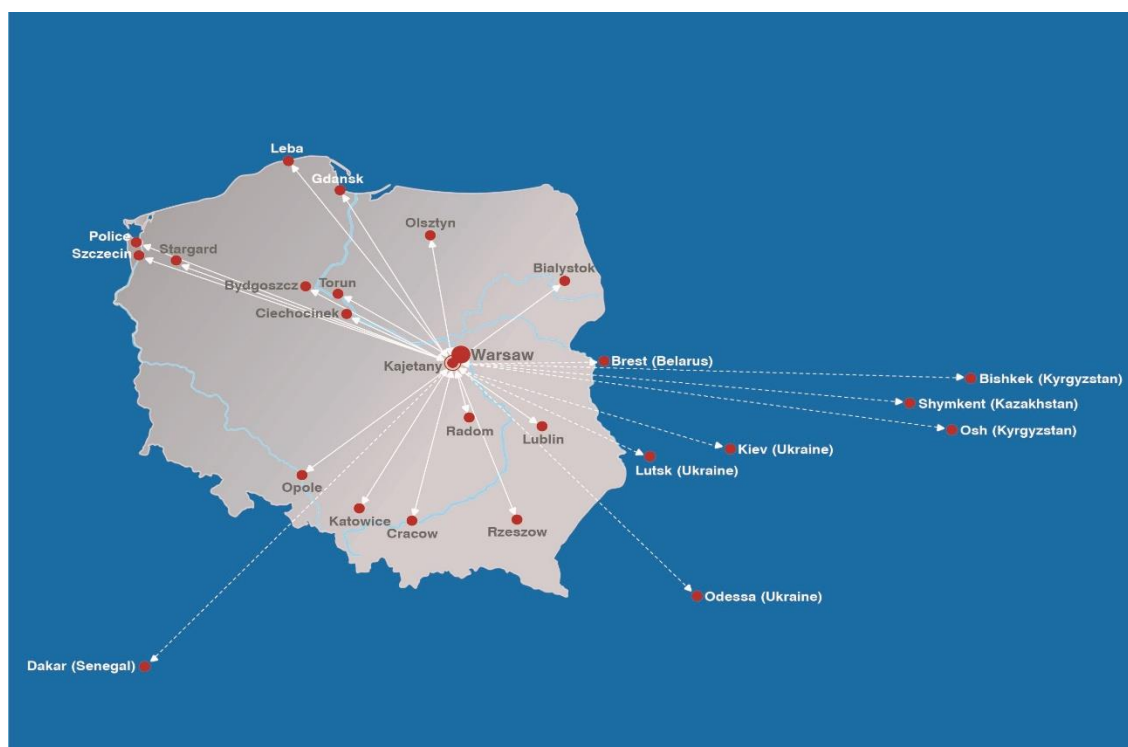 Leba
Gdansk
Olsztyn
Police
Szczecin
Stargard
Bialystok
Bydgoszcz
Torun
Ciechocinek
Warsaw
Kajetany
Brest (Belarus)
Bishkek (Kyrgyzstan)
Shymkent (Kazakhstan)
Radom
Osh (Kyrgyzstan)
Lublin
Kiev (Ukraine)
Lutsk (Ukraine)
Opole
Katowice
Cracow
Rzeszow
Odessa (Ukraine)
Dakar (Senegal)